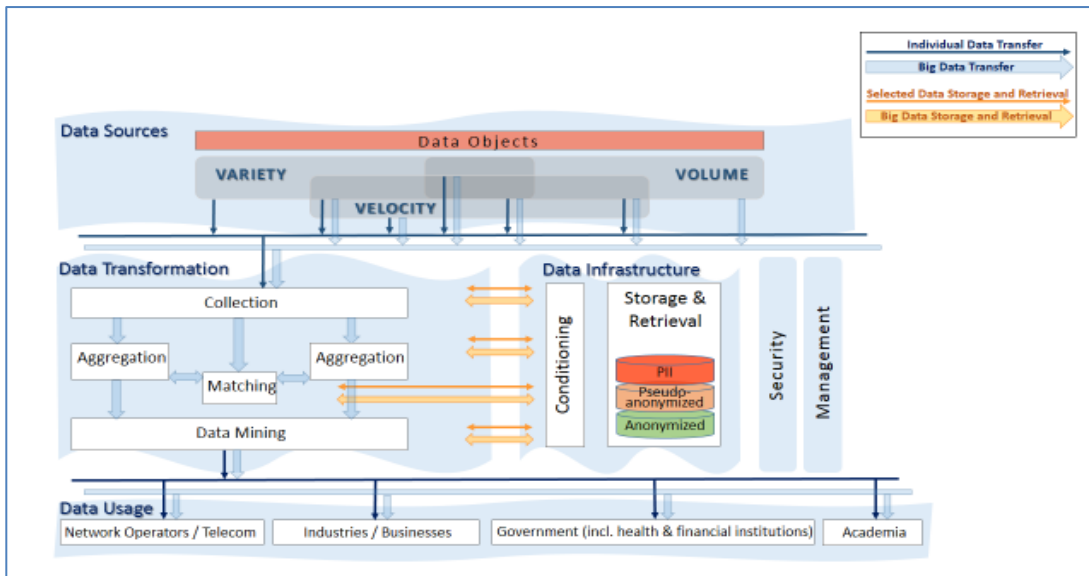 Individual Data Transfer
Big Data Transfer
Selected Data Storage and Retrieval
Big Data Storage and Retrieval
Data Sources
Data Objects
VARIETY
VOLUME
VELOCITY
Data Transformation
Collection
Aggregation
Aggregation
Matching
Data Mining
Data Infrastructure
Conditioning
Storage &
Retrieval
PII
Pseudp-
anonymized
Anonymized
Security
Management
Data Usage
Network Operators / Telecom
Industries / Businesses
Government (incl. health & financial institutions)
Academia